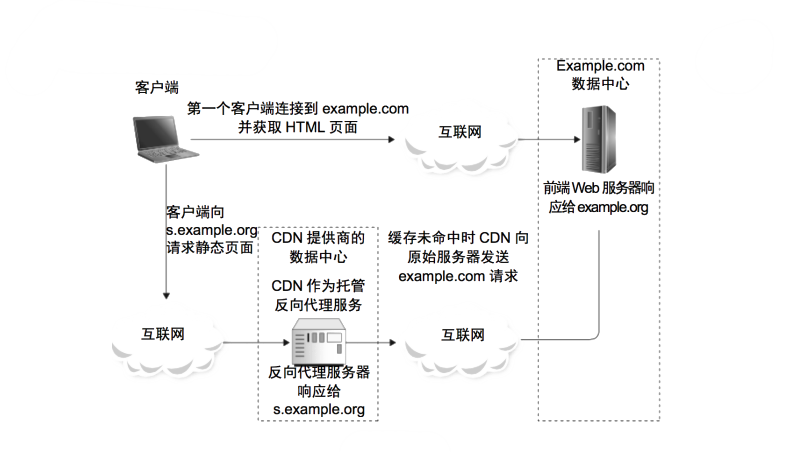 Example.com
数据中心
客户端
第一个客户端连接到 example.com
并获取 HTML 页面
互联网
前端 Web 服务器响
应给 example.org
客户端向
s.example.org
请求静态页面
CDN 提供商的
数据中心
CDN 作为托管
反向代理服务
缓存未命中时 CDN 向
原始服务器发送
example.com 请求
互联网
互联网
反向代理服务器
响应给
s.example.org